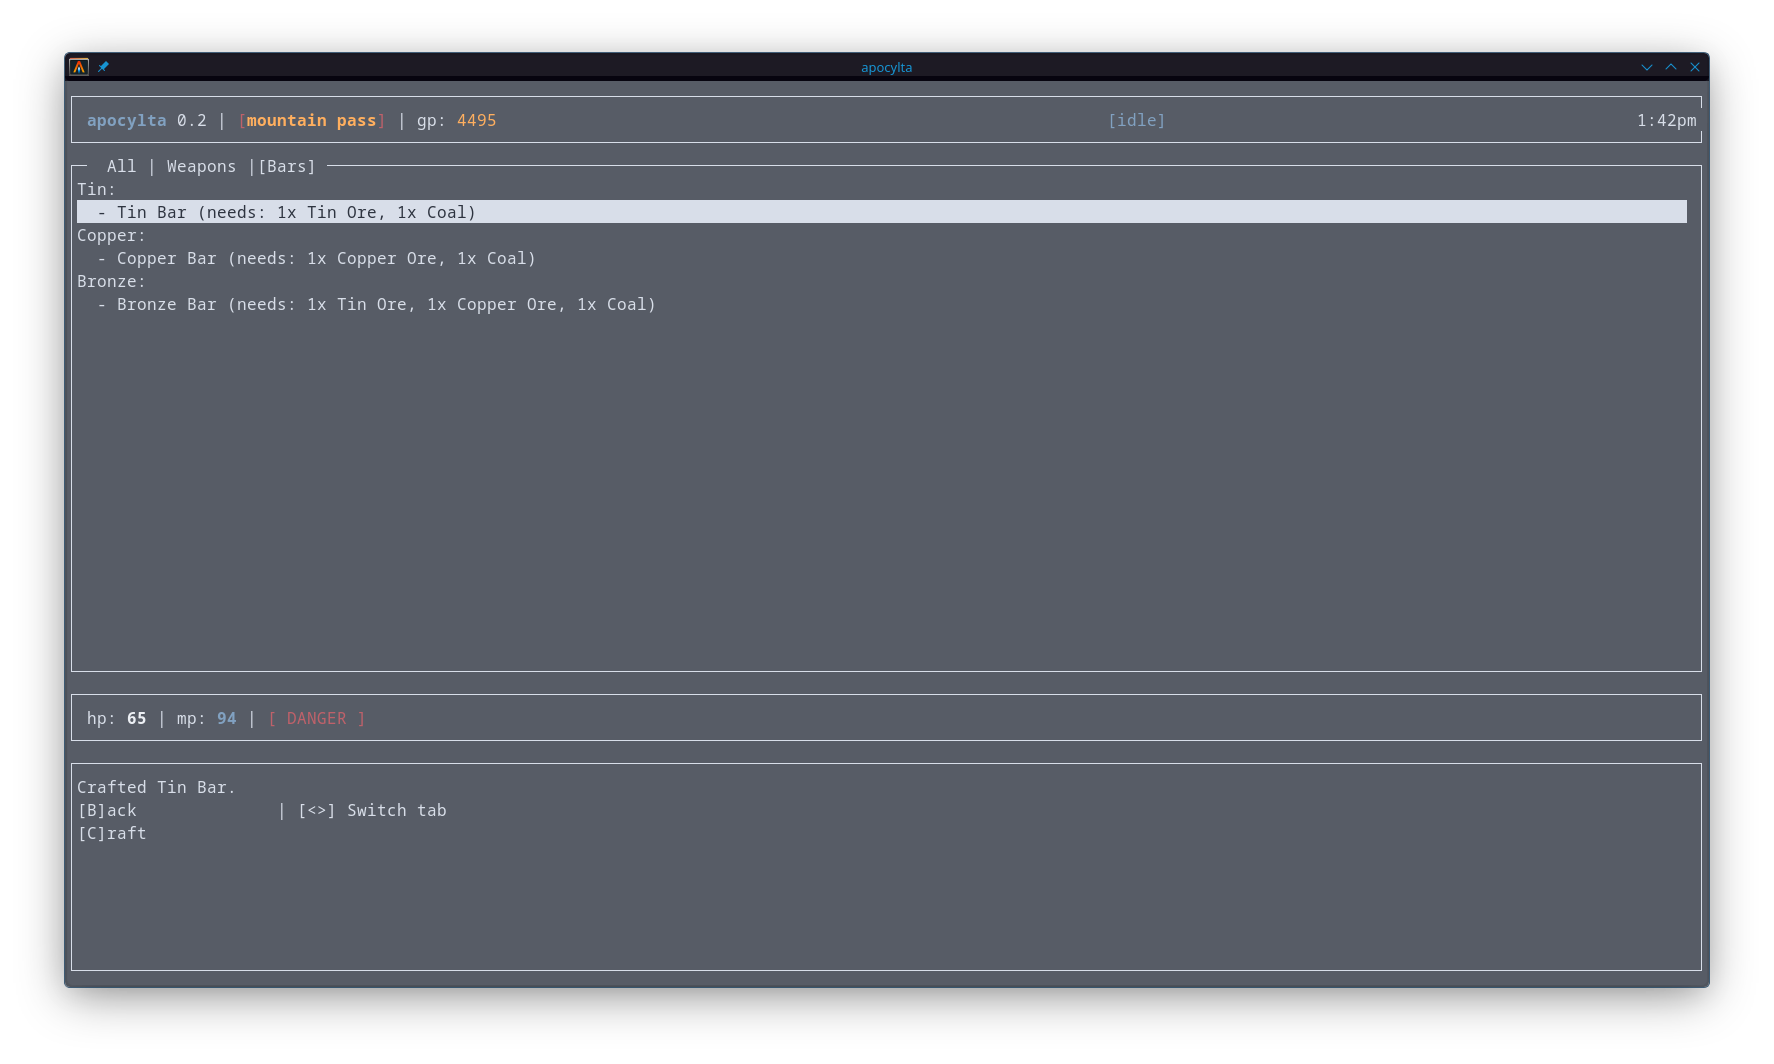 apocylta
apocylta 0.2 | [mountain pass] | gp: 4495 [idle] 1:42pm
All | Weapons |[Bars]
Tin:
- Tin Bar (needs: 1x Tin Ore, 1x Coal)
Copper:
- Copper Bar (needs: 1x Copper Ore, 1x Coal)
Bronze:
- Bronze Bar (needs: 1x Tin Ore, 1x Copper Ore, 1x Coal)
hp: 65 | mp: 94 | [ DANGER ]
Crafted Tin Bar.
[B]ack | [<>] Switch tab
[C]raft